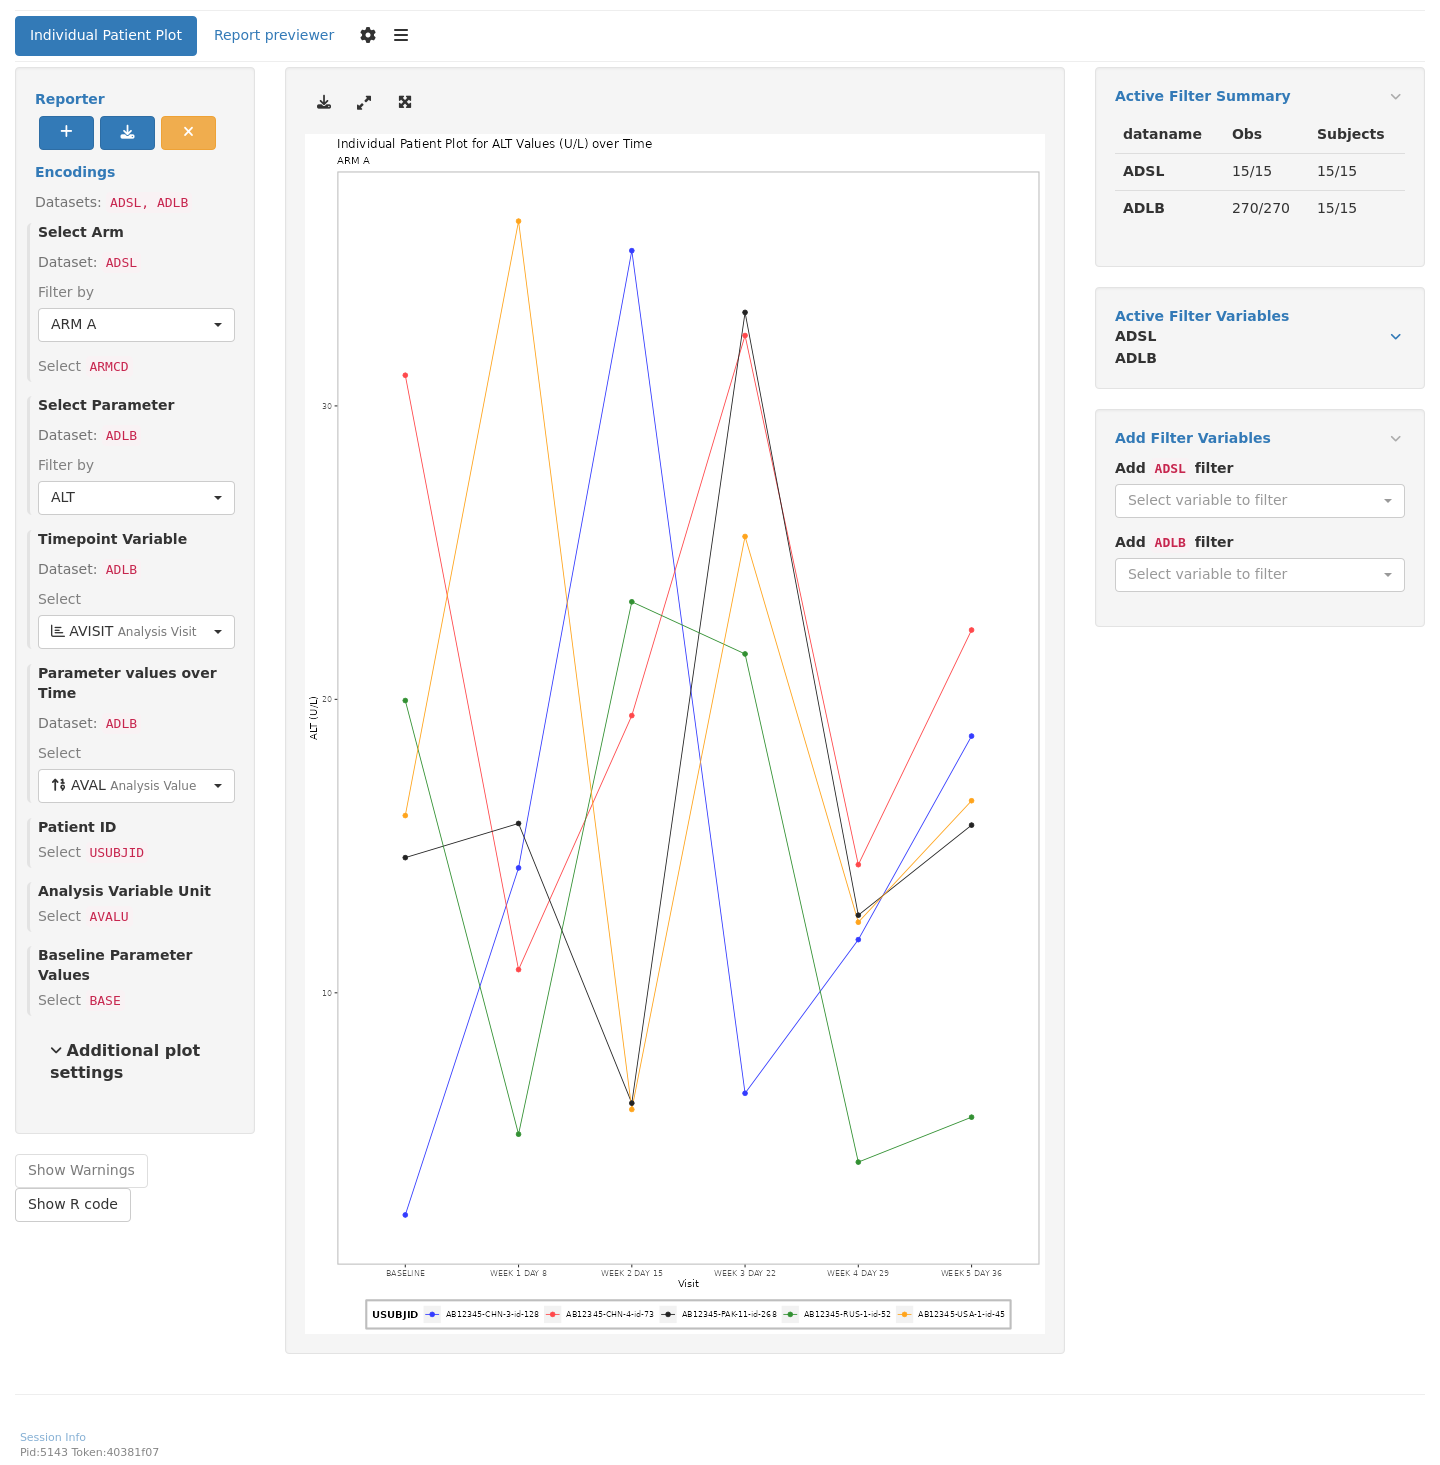 Individual Patient Plot
Report previewer
Reporter
Encodings
Datasets: ADSL, ADLB
Select Arm
Dataset: ADSL
Filter by
ARM A
Select ARMCD
Select Parameter
Dataset: ADLB
Filter by
ALT
Timepoint Variable
Dataset: ADLB
Select
AVISIT Analysis Visit
Parameter values over
Time
Dataset: ADLB
Select
AVAL Analysis Value
Patient ID
Select USUBJID
Analysis Variable Unit
Select AVALU
Baseline Parameter
Values
Select BASE
Additional plot
settings
Show Warnings
Show R code
Individual Patient Plot for ALT Values (U/L) over Time
ARM A
30
20
10
ALT (U/L)
BASELINE
WEEK 1 DAY 8
WEEK 2 DAY 15
WEEK 3 DAY 22
WEEK 4 DAY 29
WEEK 5 DAY 36
Visit
USUBJID AB12345-CHN-3-id-128 AB12345-CHN-4-id-73 AB12345-PAK-11-id-268 AB12345-RUS-1-id-52 AB12345-USA-1-id-45
Active Filter Summary
dataname Obs Subjects
ADSL 15/15 15/15
ADLB 270/270 15/15
Active Filter Variables
ADSL
ADLB
Add Filter Variables
Add ADSL filter
Select variable to filter
Add ADLB filter
Select variable to filter
Session Info
Pid:5143 Token:40381f07